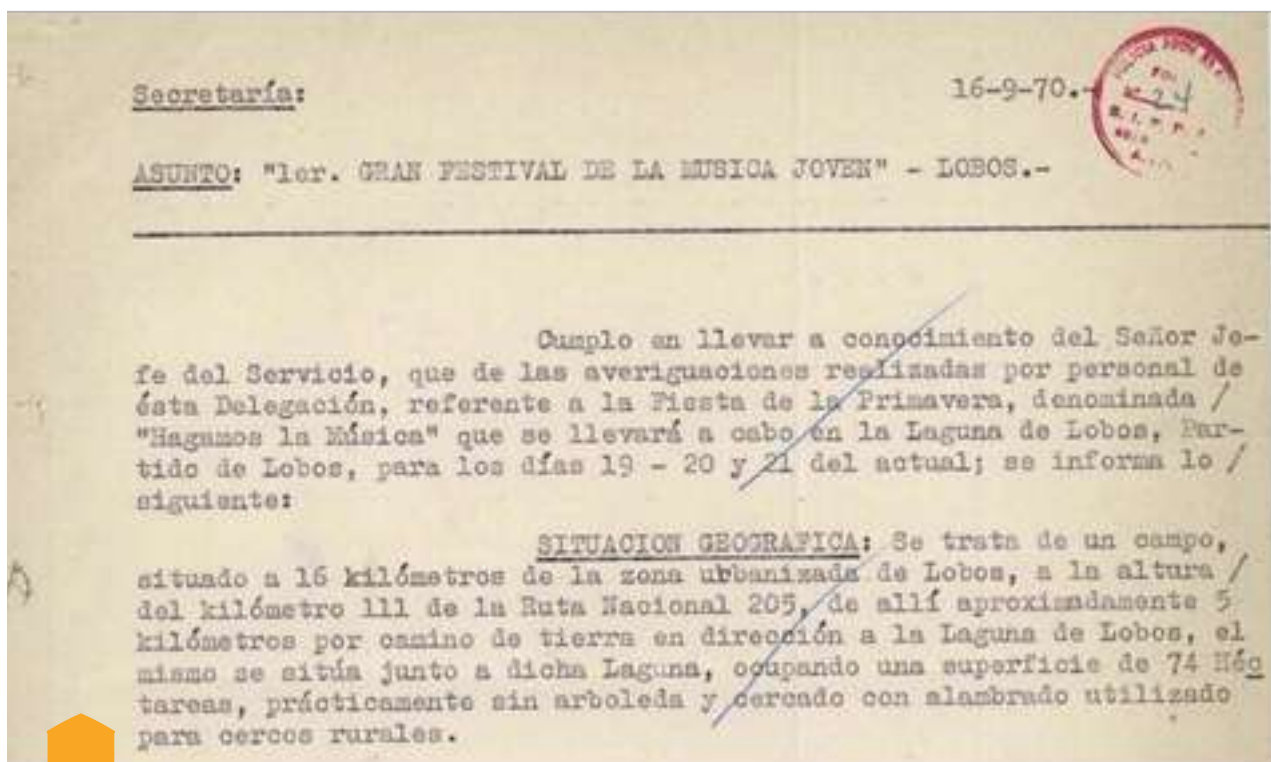 Secretaría:
16-9-70.-
POLICIA
24
ASUNTO: "1er. GRAN FESTIVAL DE LA MUSICA JOVEN" - LOBOS.-
Cumplo en llevar a conocimiento del Señor Je-
fe del Servicio, que de las averiguaciones realizadas por personal de
ésta Delegación, referente a la Fiesta de la Primavera, denominada /
"Hagamos la Música" que se llevará a cabo en la Laguna de Lobos, Par-
tido de Lobos, para los días 19 - 20 y 21 del actual; se informa lo /
siguiente:
SITUACION GEOGRAFICA: Se trata de un campo,
situado a 16 kilómetros de la zona urbanizada de Lobos, a la altura /
del kilómetro 111 de la Ruta Nacional 205, de allí aproximadamente 5
kilómetros por camino de tierra en dirección a la Laguna de Lobos, el
mismo se sitúa junto a dicha Laguna, ocupando una superficie de 74 Héc
tareas, prácticamente sin arboleda y cercado con alambrado utilizado
para cercos rurales.